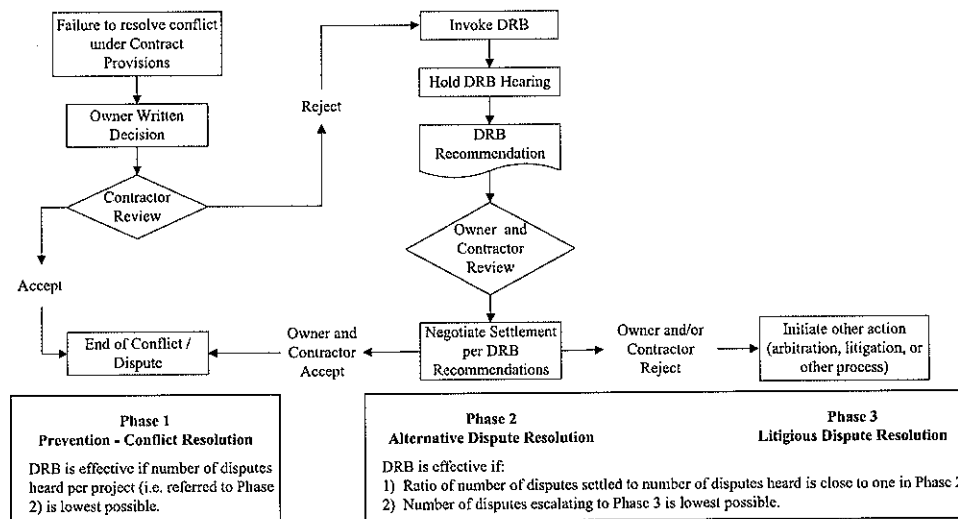 Failure to resolve conflict
under Contract
Provisions
Owner Written
Decision
Contractor
Review
Reject
Accept
Invoke DRB
Hold DRB Hearing
DRB
Recommendation
Owner and
Contractor
Review
End of Conflict /
Dispute
Owner and
Contractor
Accept
Negotiate Settlement
per DRB
Recommendations
Owner and/or
Contractor
Reject
Initiate other action
(arbitration, litigation, or
other process)
Phase 1
Prevention - Conflict Resolution
DRB is effective if number of disputes
heard per project (i.e. referred to Phase
2) is lowest possible.
Phase 2
Alternative Dispute Resolution
Phase 3
Litigious Dispute Resolution
DRB is effective if:
1) Ratio of number of disputes settled to number of disputes heard is close to one in Phase 2
2) Number of disputes escalating to Phase 3 is lowest possible.